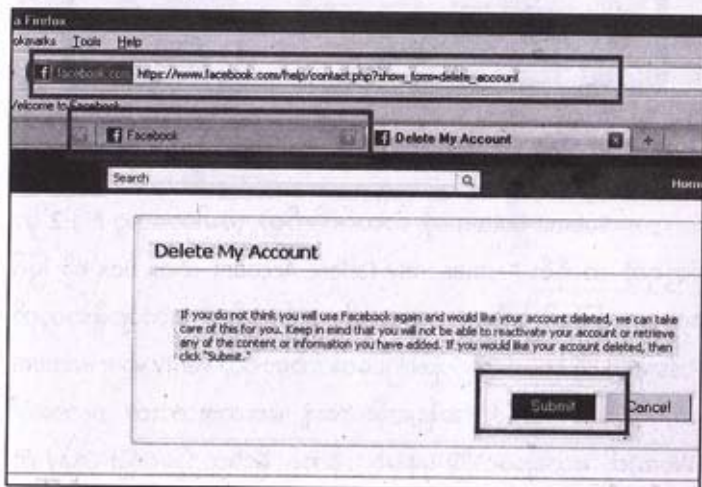 a Firefox
okmarks Tools Help
facebook.com https://www.facebook.com/help/contact.php?show_form=delete_account
Welcome to Facebook
Facebook Delete My Account +
Search Home
Delete My Account
If you do not think you will use Facebook again and would like your account deleted, we can take
care of this for you. Keep in mind that you will not be able to reactivate your account or retrieve
any of the content or information you have added. If you would like your account deleted, then
click "Submit."
Submit Cancel